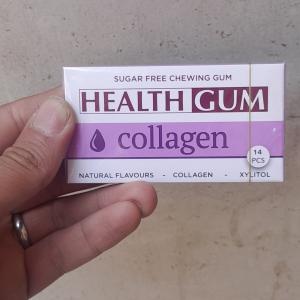 SUGAR FREE CHEWING GUM
HEALTH GUM
collagen
14
PCS
NATURAL FLAVOURS - COLLAGEN - XYLITOL